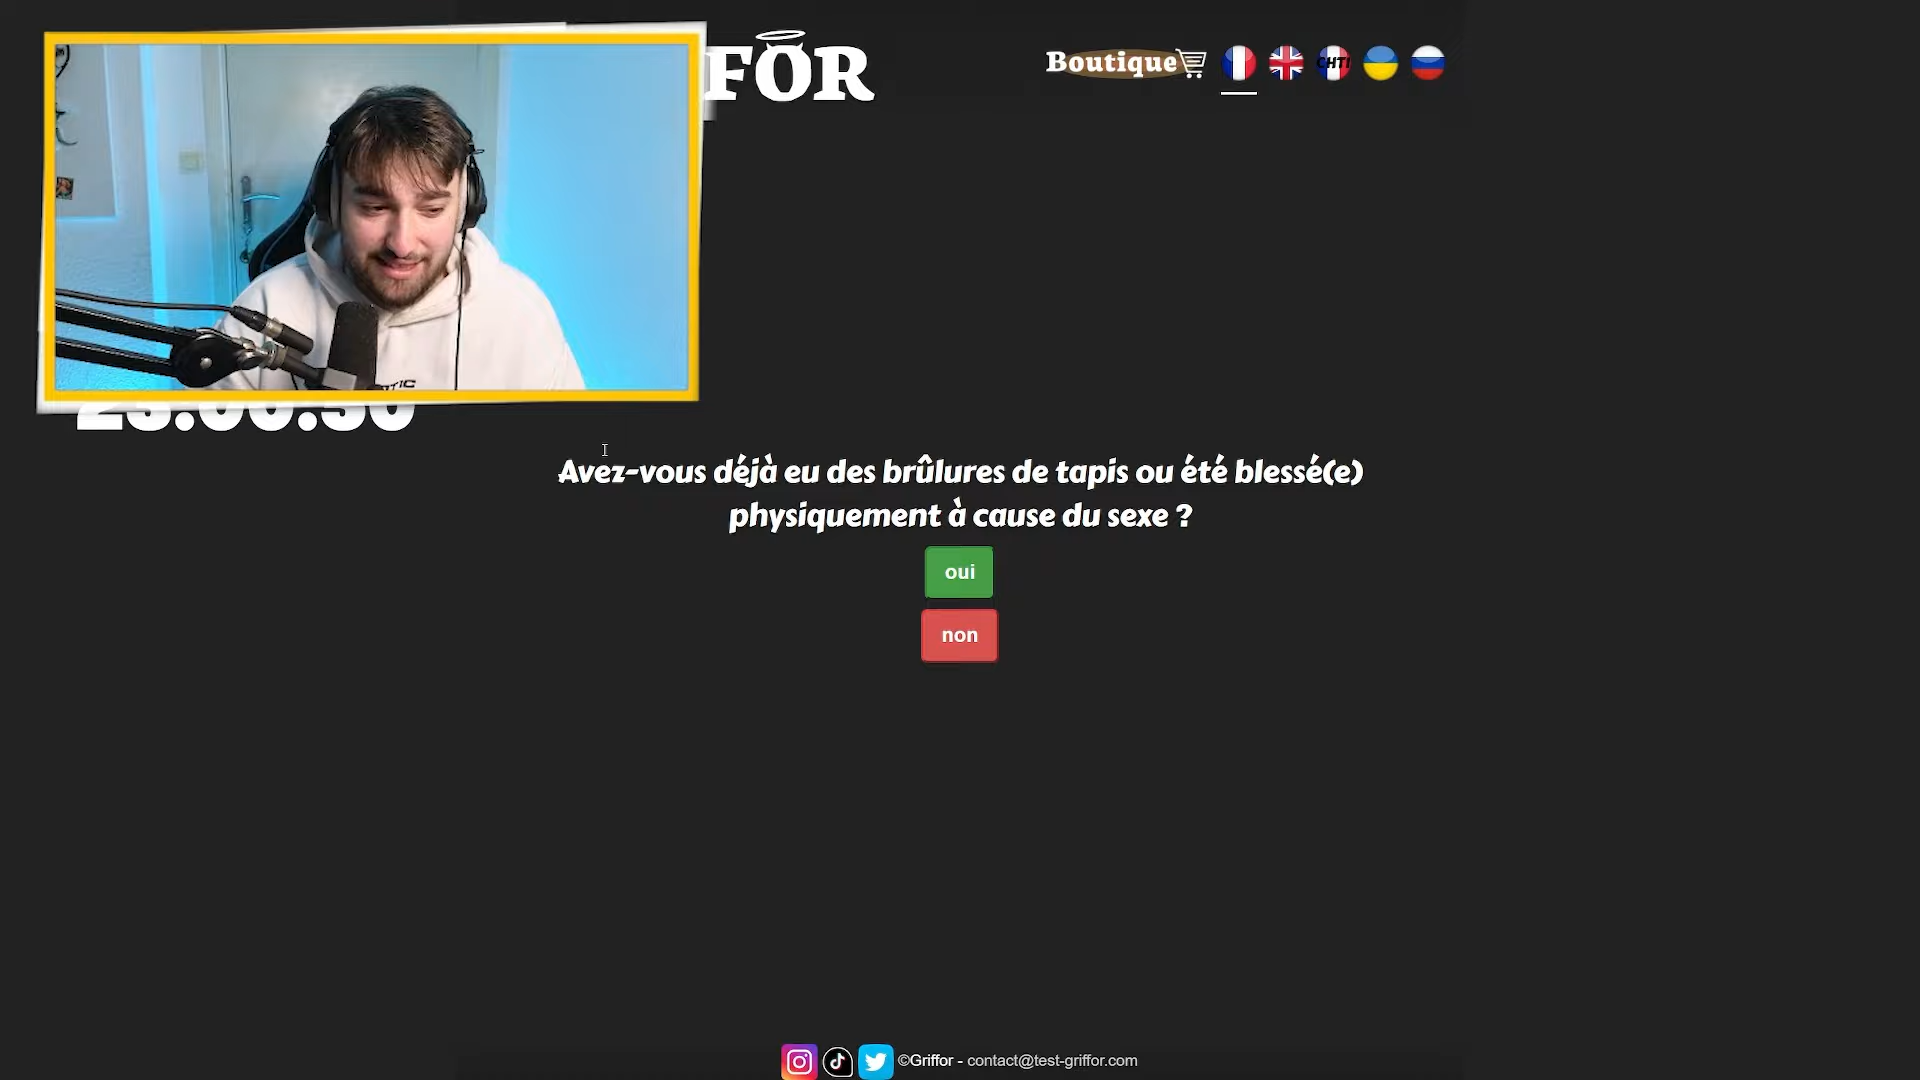 FOR
Boutique
CHTI
Avez-vous déjà eu des brûlures de tapis ou été blessé(e)
physiquement à cause du sexe ?
oui
non
©Griffor - contact@test-griffor.com